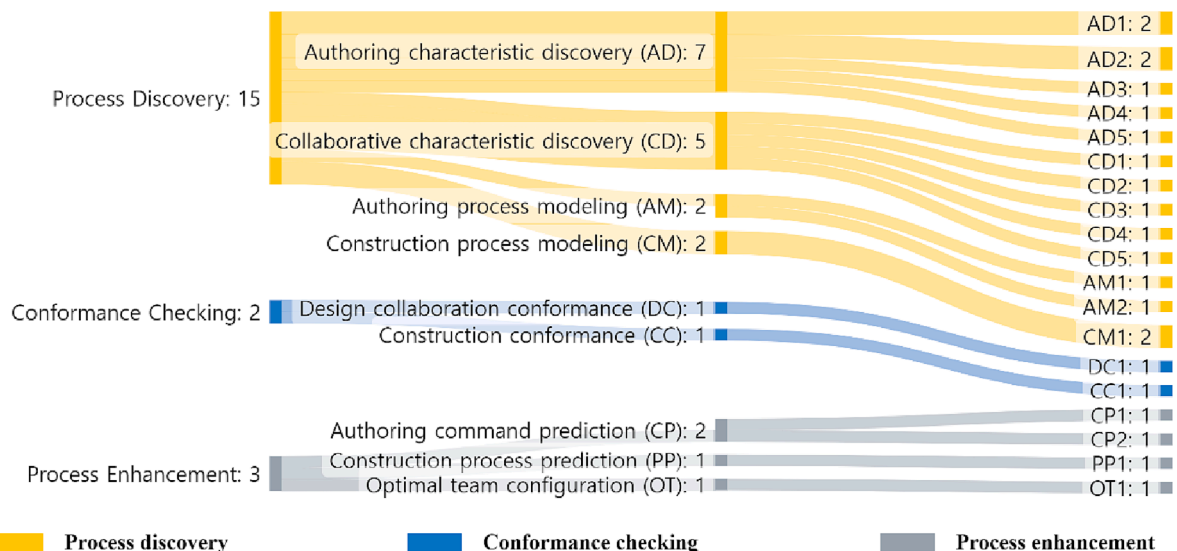 Process Discovery: 15
Conformance Checking: 2
Process Enhancement: 3
Authoring characteristic discovery (AD): 7
Collaborative characteristic discovery (CD): 5
Authoring process modeling (AM): 2
Construction process modeling (CM): 2
Design collaboration conformance (DC): 1
Construction conformance (CC): 1
Authoring command prediction (CP): 2
Construction process prediction (PP): 1
Optimal team configuration (OT): 1
AD1: 2
AD2: 2
AD3: 1
AD4: 1
AD5: 1
CD1: 1
CD2: 1
CD3: 1
CD4: 1
CD5: 1
AM1: 1
AM2: 1
CM1: 2
DC1: 1
CC1: 1
CP1: 1
CP2: 1
PP1: 1
OT1: 1
Process discovery
Conformance checking
Process enhancement